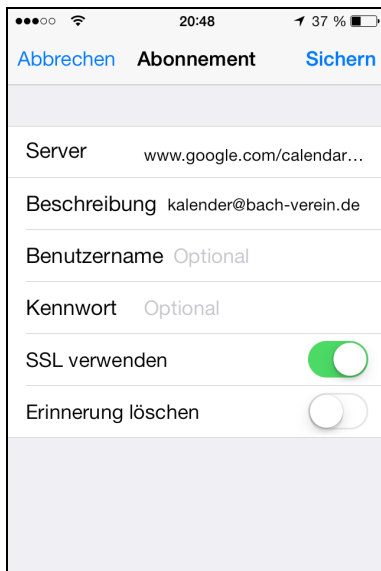 20:48 37 %
Abbrechen Abonnement Sichern
Server www.google.com/calendar…
Beschreibung kalender@bach-verein.de
Benutzername Optional
Kennwort Optional
SSL verwenden
Erinnerung löschen